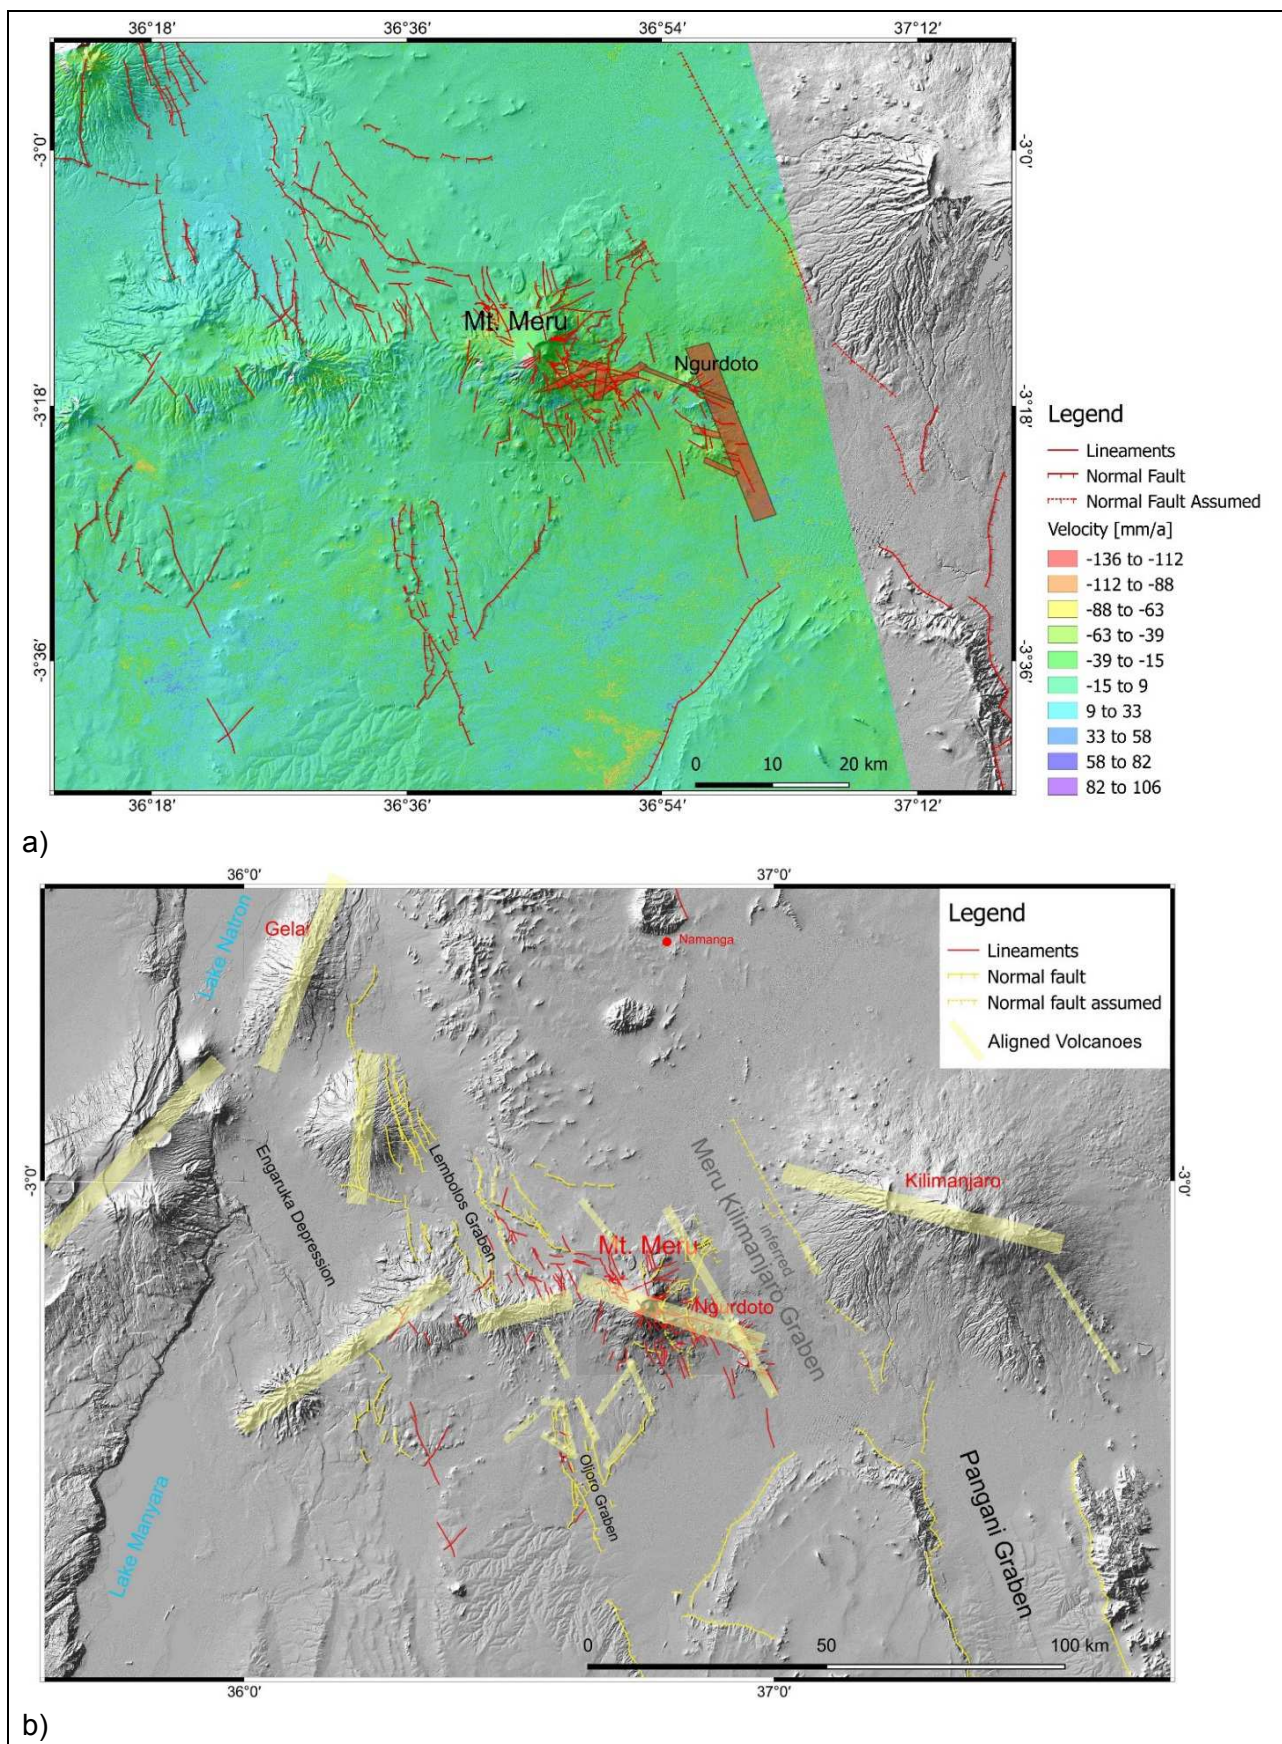 36°18'
36°36'
36°54'
37°12'
-3°0'
-3°0'
Mt. Meru
Ngurdoto
-3°18'
-3°18'
-3°36'
-3°36'
0 10 20 km
36°18'
36°36'
36°54'
37°12'
Legend
Lineaments
Normal Fault
Normal Fault Assumed
Velocity [mm/a]
-136 to -112
-112 to -88
-88 to -63
-63 to -39
-39 to -15
-15 to 9
9 to 33
33 to 58
58 to 82
82 to 106
a)
36°0'
37°0'
Lake Natron
Gelai
Namanga
Legend
Lineaments
Normal fault
Normal fault assumed
Aligned Volcanoes
-3°0'
-3°0'
Engaruka Depression
Lembolos Graben
Meru Kilimanjaro Graben
inferred
Kilimanjaro
Mt. Meru
Ngurdoto
Oljoro Graben
Pangani Graben
Lake Manyara
0 50 100 km
36°0'
37°0'
b)